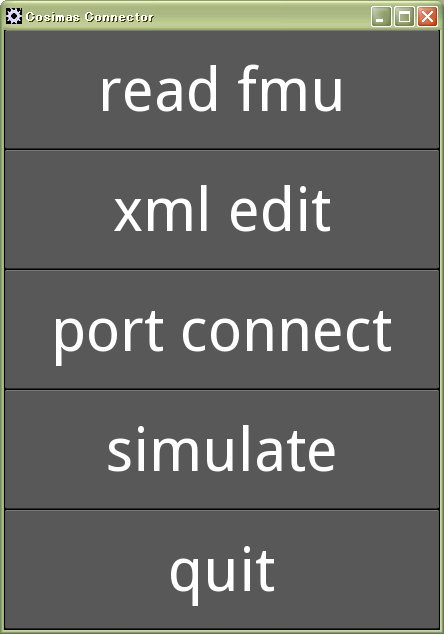 Cosimas Connector
read fmu
xml edit
port connect
simulate
quit